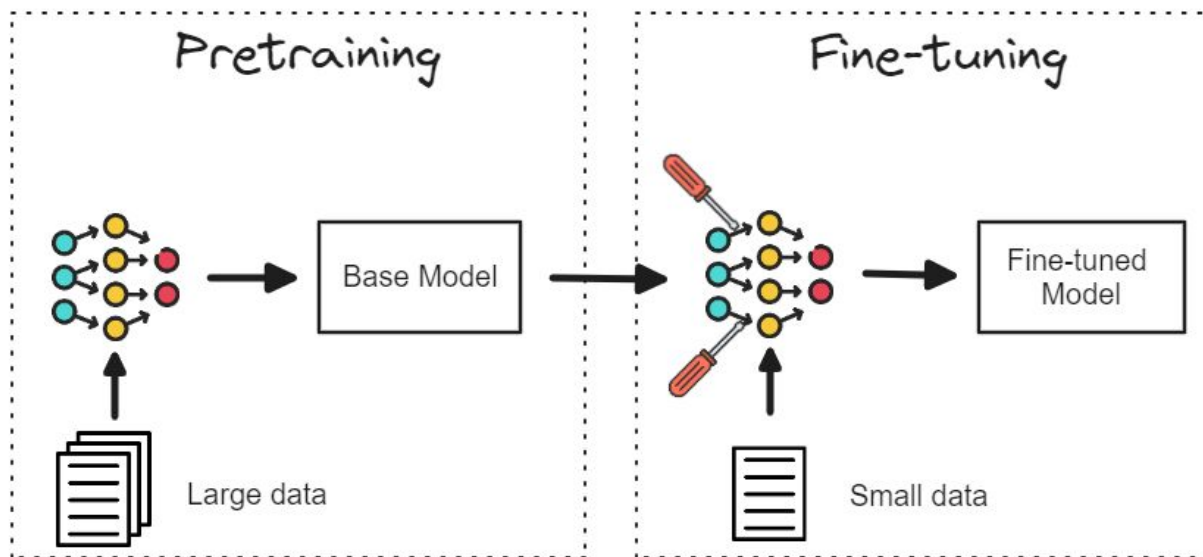 Pretraining
Base Model
Large data
Fine-tuning
Fine-tuned
Model
Small data